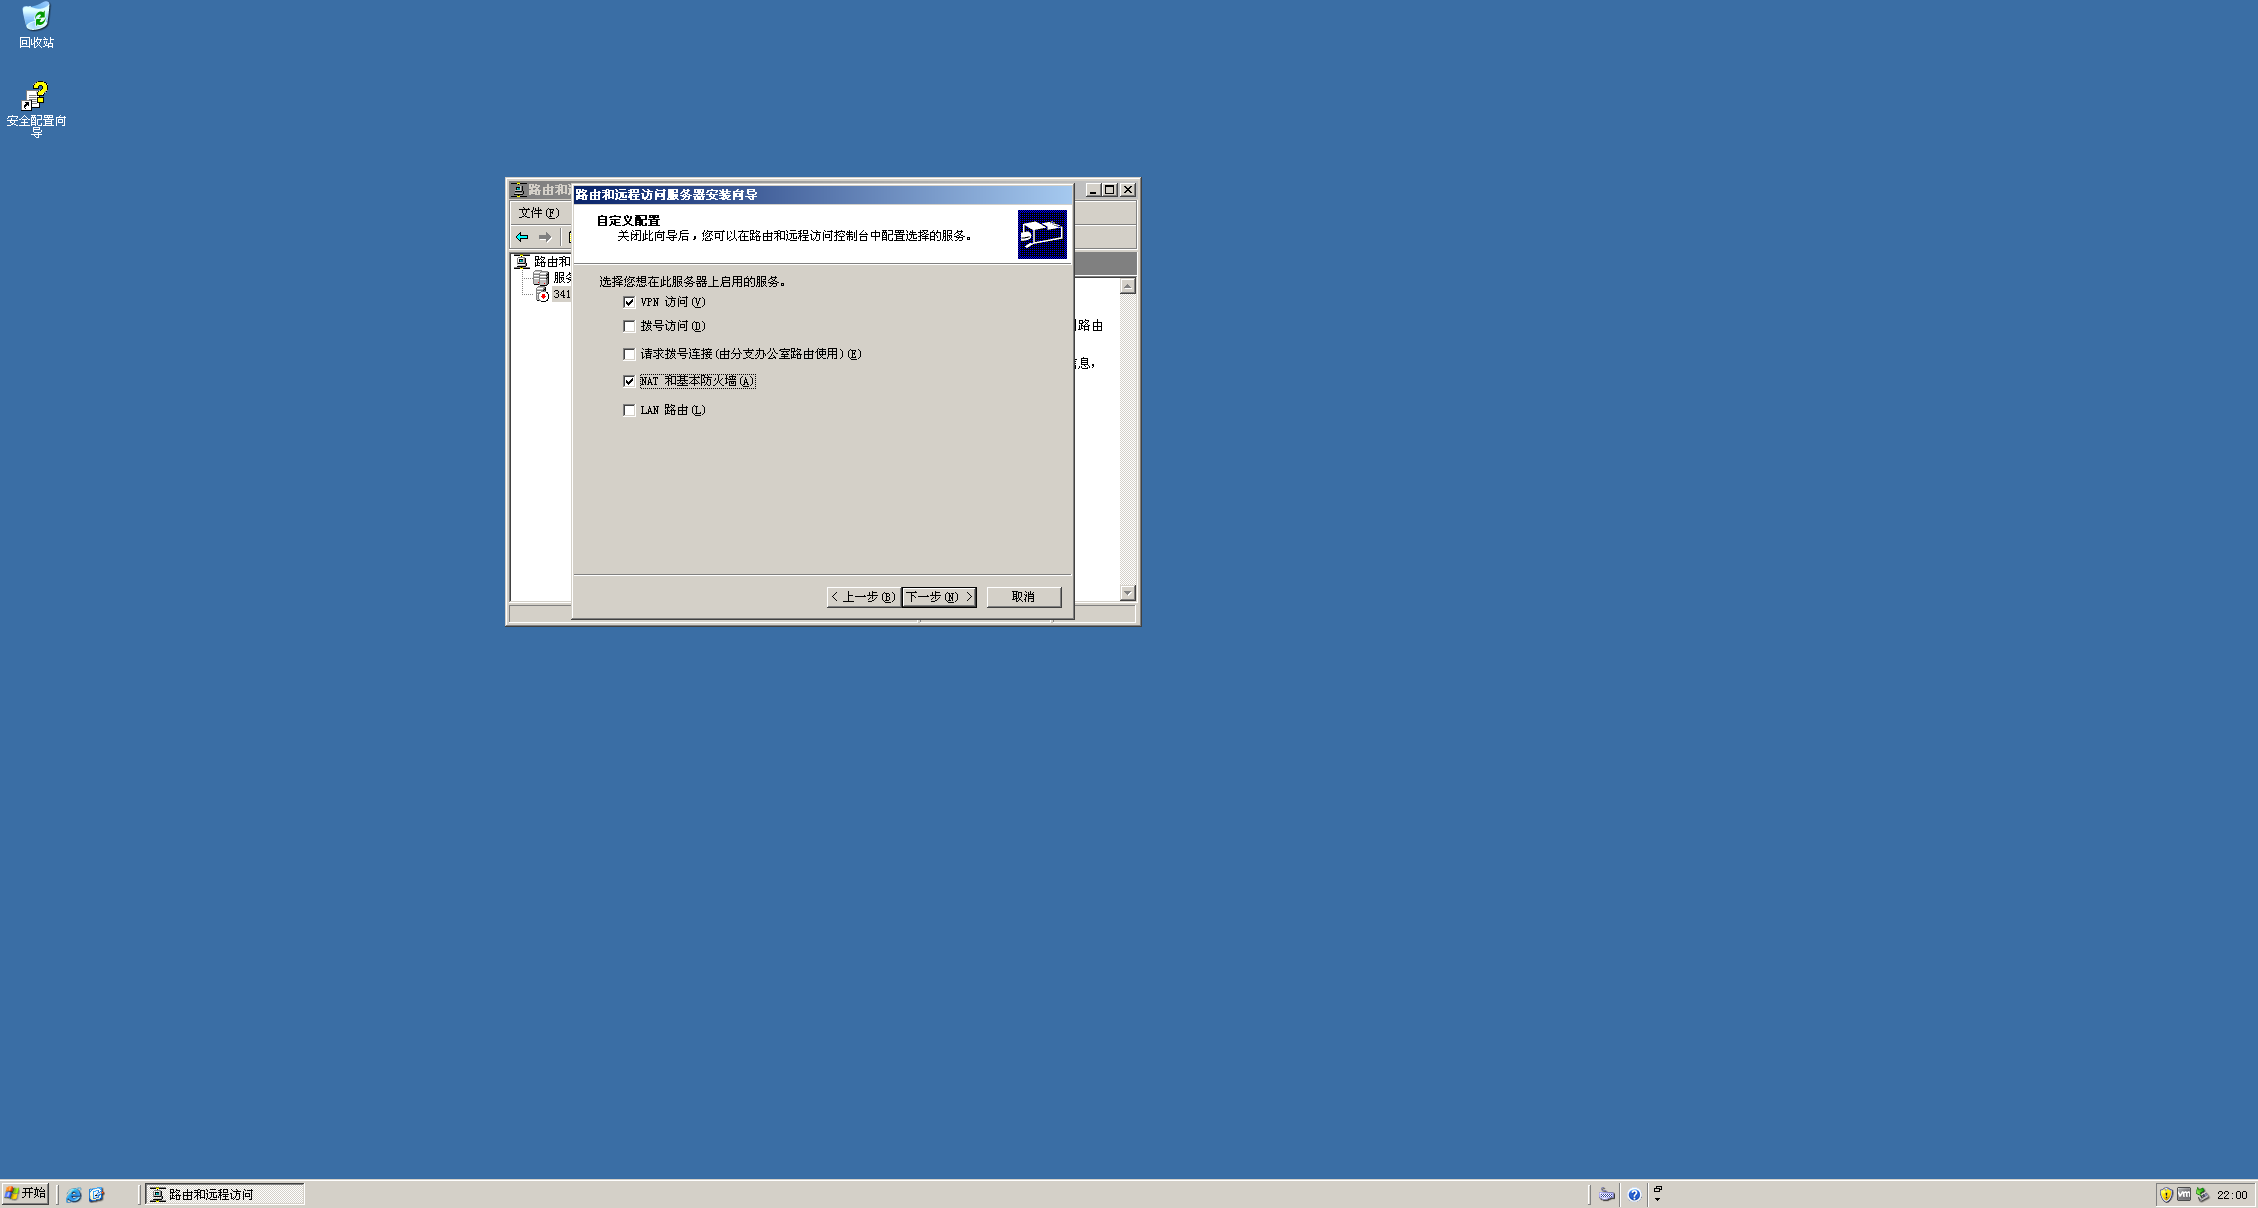 回收站
安全配置向
导
路由和
路由和远程访问服务器安装向导
文件(F)
自定义配置
关闭此向导后，您可以在路由和远程访问控制台中配置选择的服务。
路由和
服务
341
选择您想在此服务器上启用的服务。
VPN 访问(V)
拨号访问(D)
请求拨号连接(由分支办公室路由使用)(E)
NAT 和基本防火墙(A)
LAN 路由(L)
路由
息，
< 上一步(B)
下一步(N) >
取消
开始
路由和远程访问
22:00